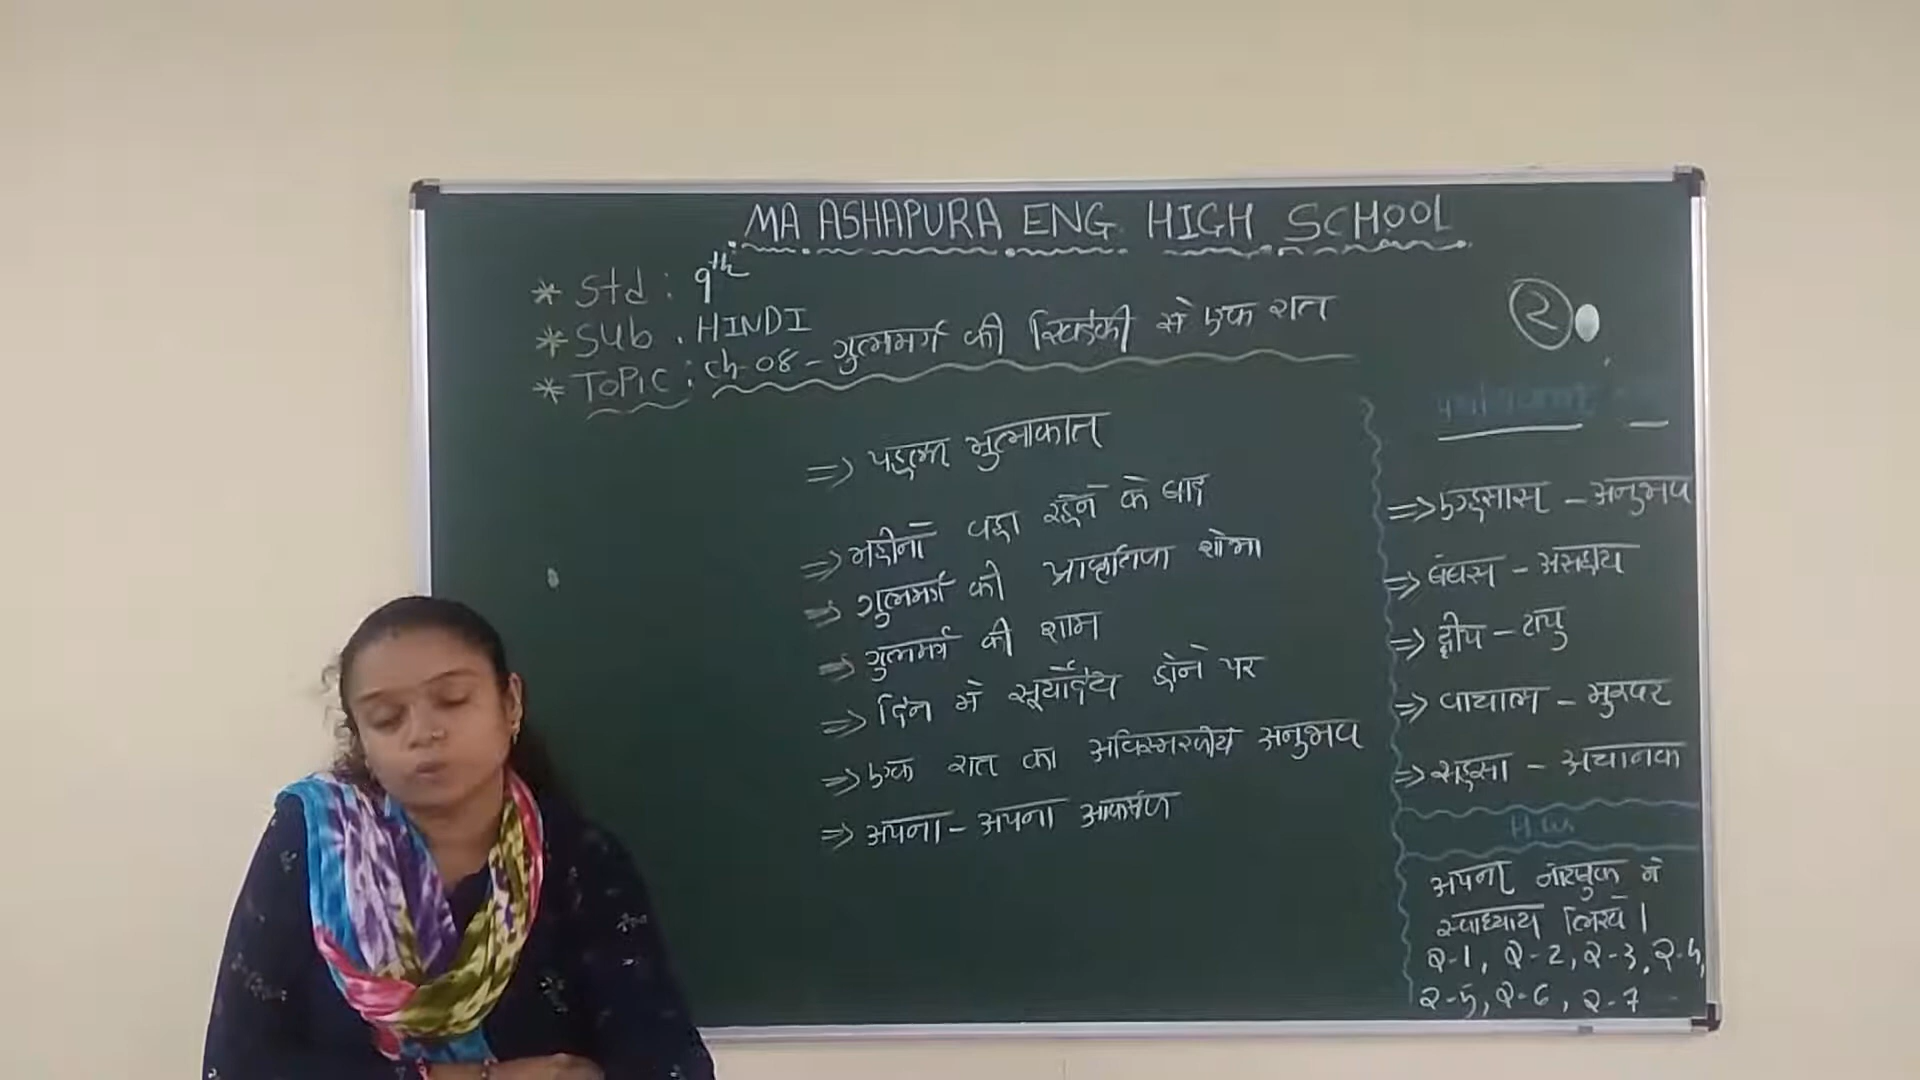 MA ASHAPURA ENG. HIGH SCHOOL
* Std : 9th
* Sub . HINDI
* TOPIC : ch-08 - गुलमर्ग की खिड़की से एक रात
2
⇒ पहली मुलाकात
⇒ महीनों वहा रहने के बाद
⇒ गुलमर्ग की प्राकृतिक शोभा
⇒ गुलमर्ग की शाम
⇒ दिन में सूर्योदय होने पर
⇒ एक रात का अविस्मरणीय अनुभव
⇒ अपना - अपना आकर्षण
⇒ एहसास - अनुभव
⇒ बेबस - असहाय
⇒ द्वीप - टापु
⇒ वाचाल - मुखर
⇒ सहसा - अचानक
H.W
अपनी नोटबुक में
स्वाध्याय लिखें।
Q-1, Q-2, Q-3, Q-4,
Q-5, Q-6, Q-7